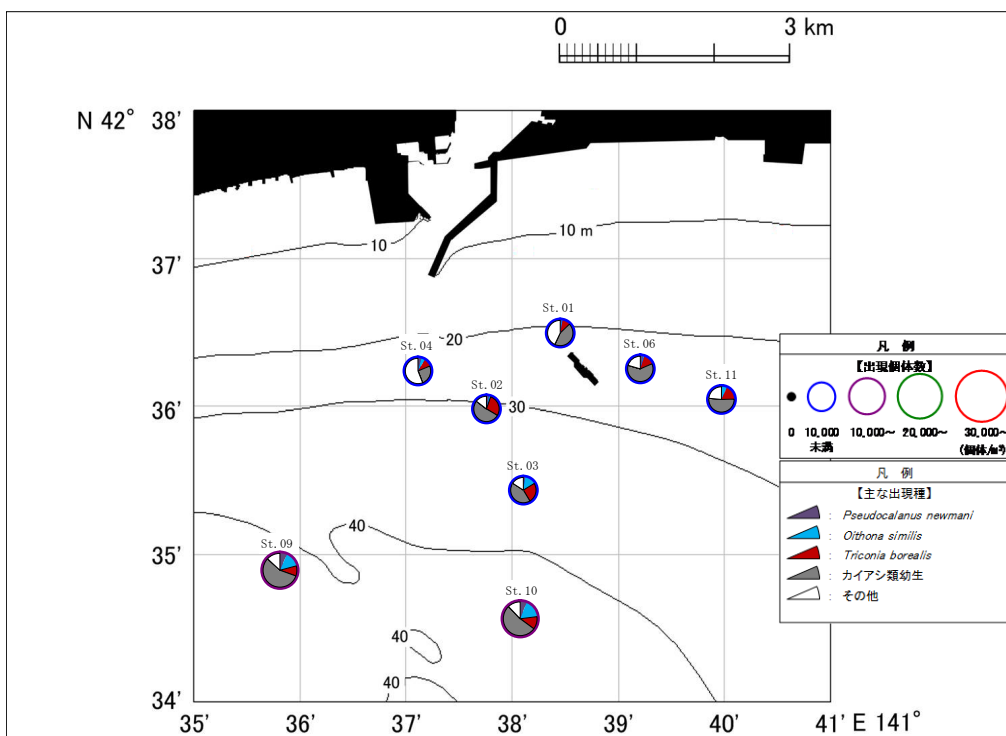 0 3 km
N 42° 38'
10
10 m
37'
St.01
St.04
20
St.06
St.11
St.02
36'
30
St.03
40
St.09
35'
St.10
40
40
34'
35' 36' 37' 38' 39' 40' 41' E 141°
凡 例
【出現個体数】
0 10,000 10,000~ 20,000~ 30,000~
未満 (個体/m³)
凡 例
【主な出現種】
: Pseudocalanus newmani
: Oithona similis
: Triconia borealis
: カイアシ類幼生
: その他